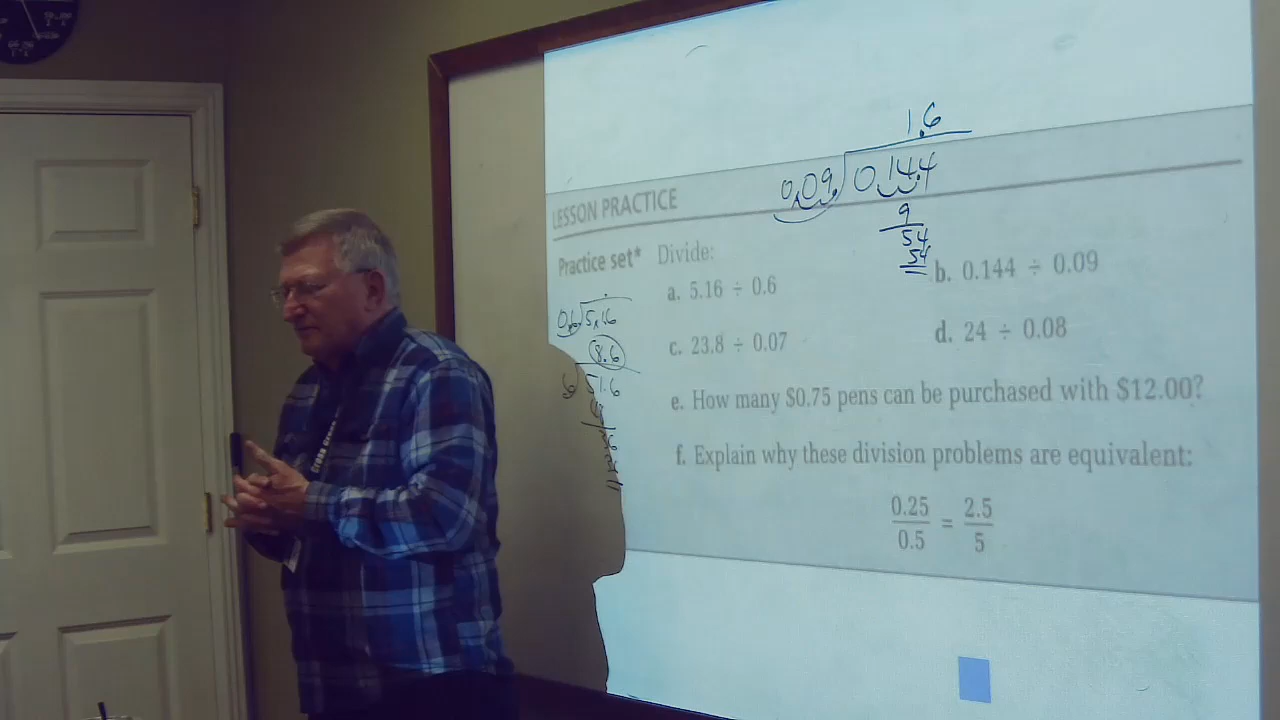 1.6
0.09. 0.14.4
9
54
54
LESSON PRACTICE
Practice set* Divide:
a. 5.16 ÷ 0.6
b. 0.144 ÷ 0.09
0.6 5.16
c. 23.8 ÷ 0.07
d. 24 ÷ 0.08
8.6
6 51.6
e. How many $0.75 pens can be purchased with $12.00?
f. Explain why these division problems are equivalent:
0.25 / 0.5 = 2.5 / 5